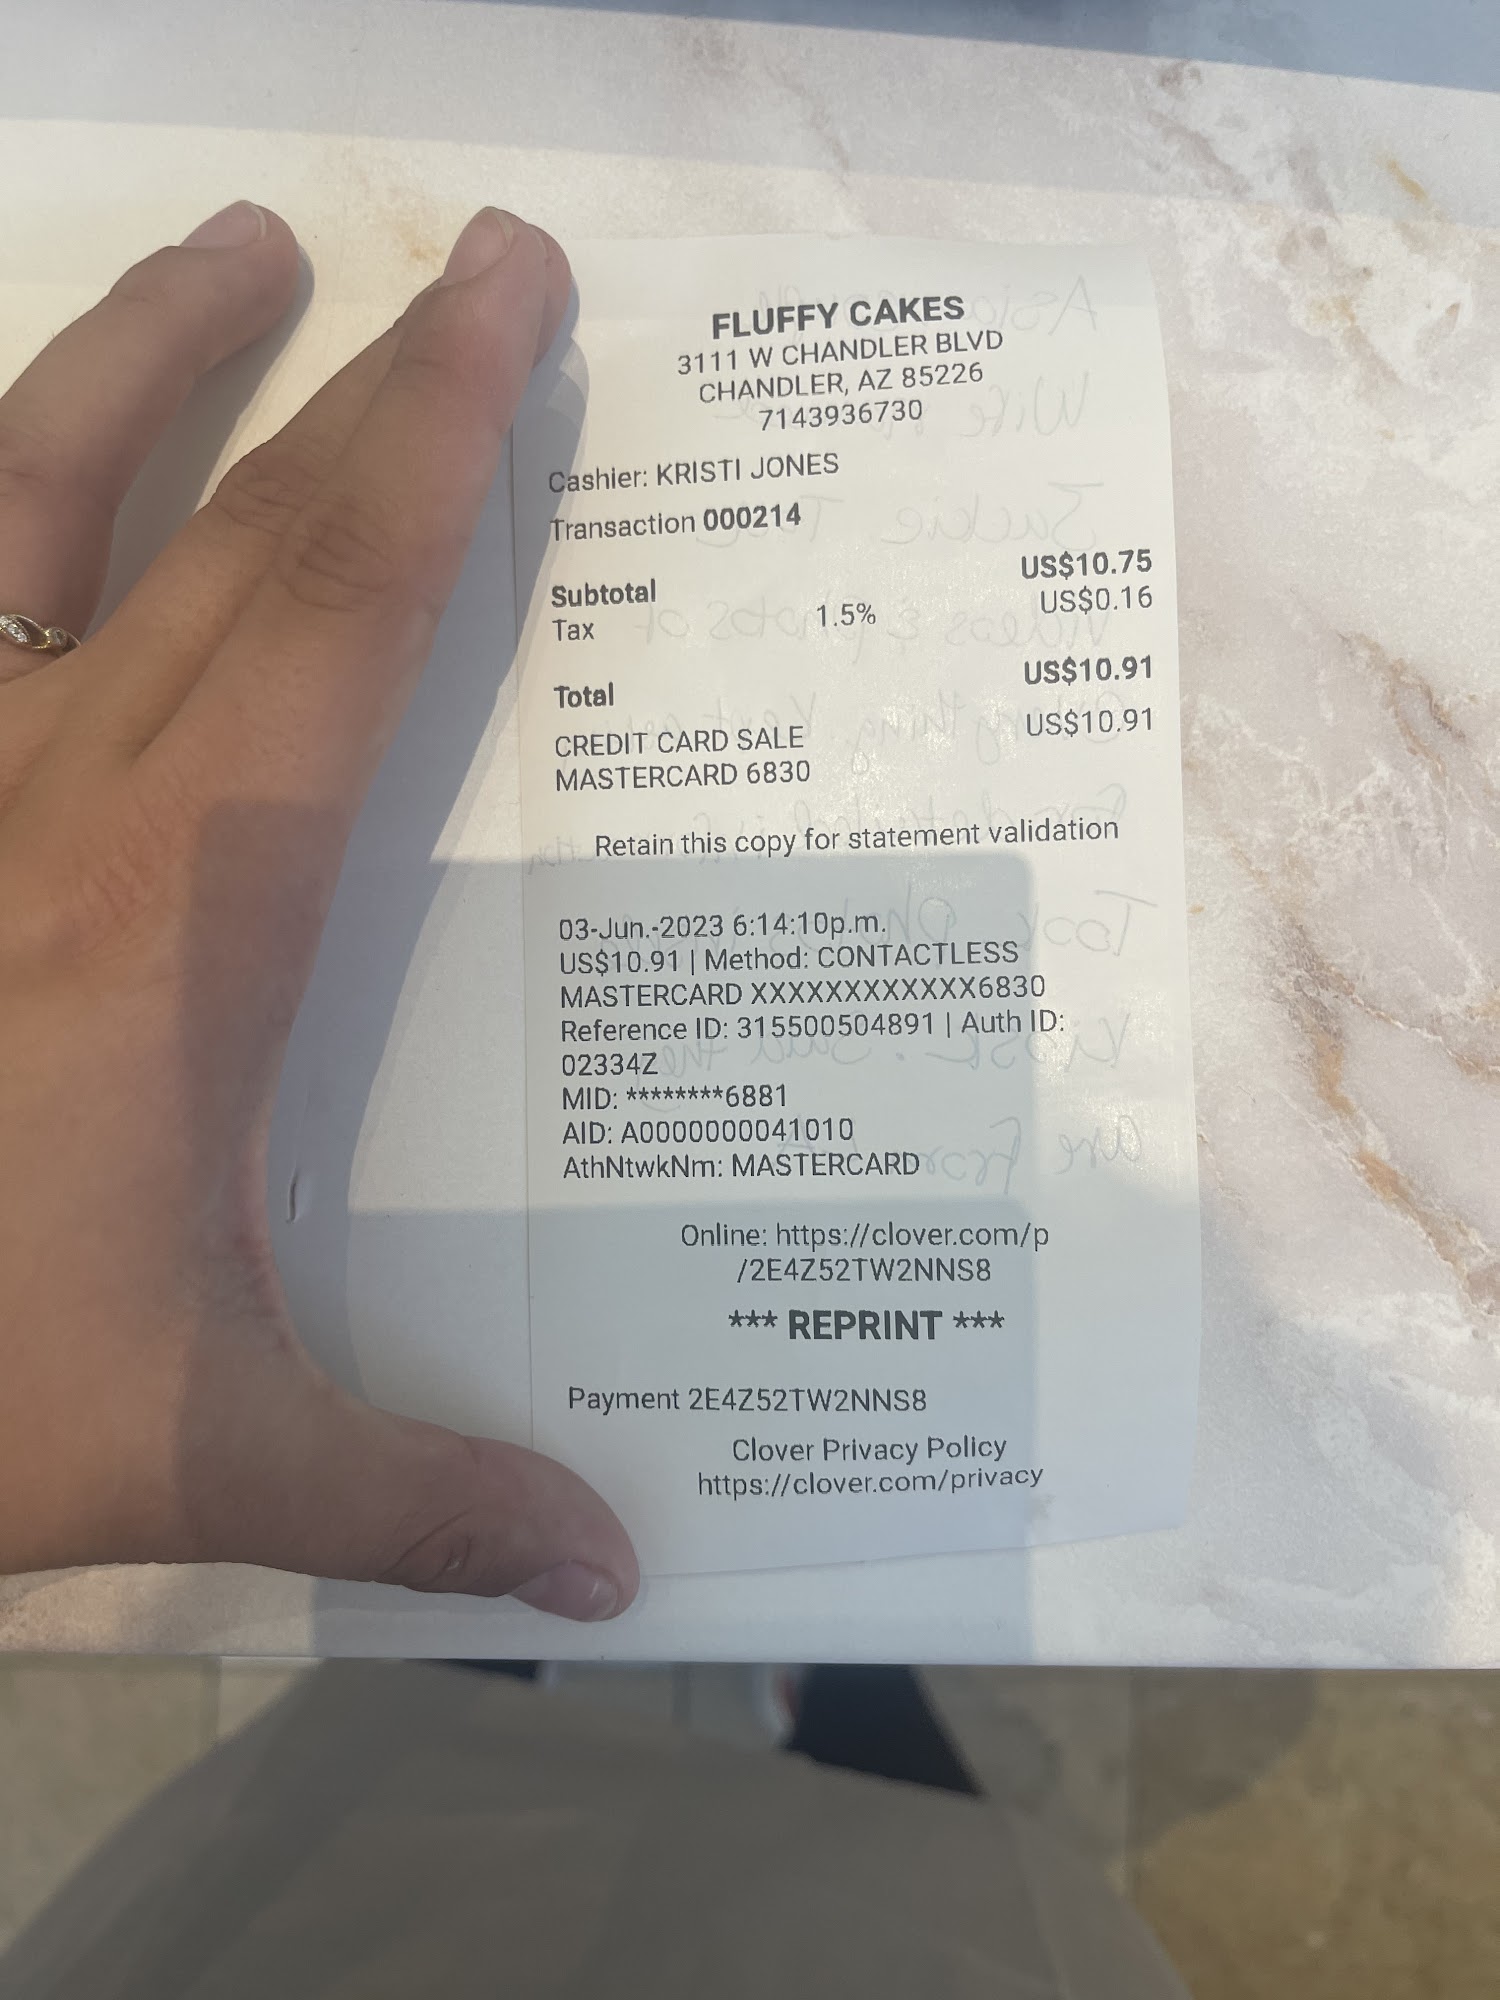 FLUFFY CAKES
3111 W CHANDLER BLVD
CHANDLER, AZ 85226
7143936730
Cashier: KRISTI JONES
Transaction 000214
Subtotal US$10.75
Tax 1.5% US$0.16
Total US$10.91
CREDIT CARD SALE US$10.91
MASTERCARD 6830
Retain this copy for statement validation
03-Jun.-2023 6:14:10p.m.
US$10.91 | Method: CONTACTLESS
MASTERCARD XXXXXXXXXXXX6830
Reference ID: 315500504891 | Auth ID:
02334Z
MID: ********6881
AID: A0000000041010
AthNtwkNm: MASTERCARD
Online: https://clover.com/p
/2E4Z52TW2NNS8
*** REPRINT ***
Payment 2E4Z52TW2NNS8
Clover Privacy Policy
https://clover.com/privacy